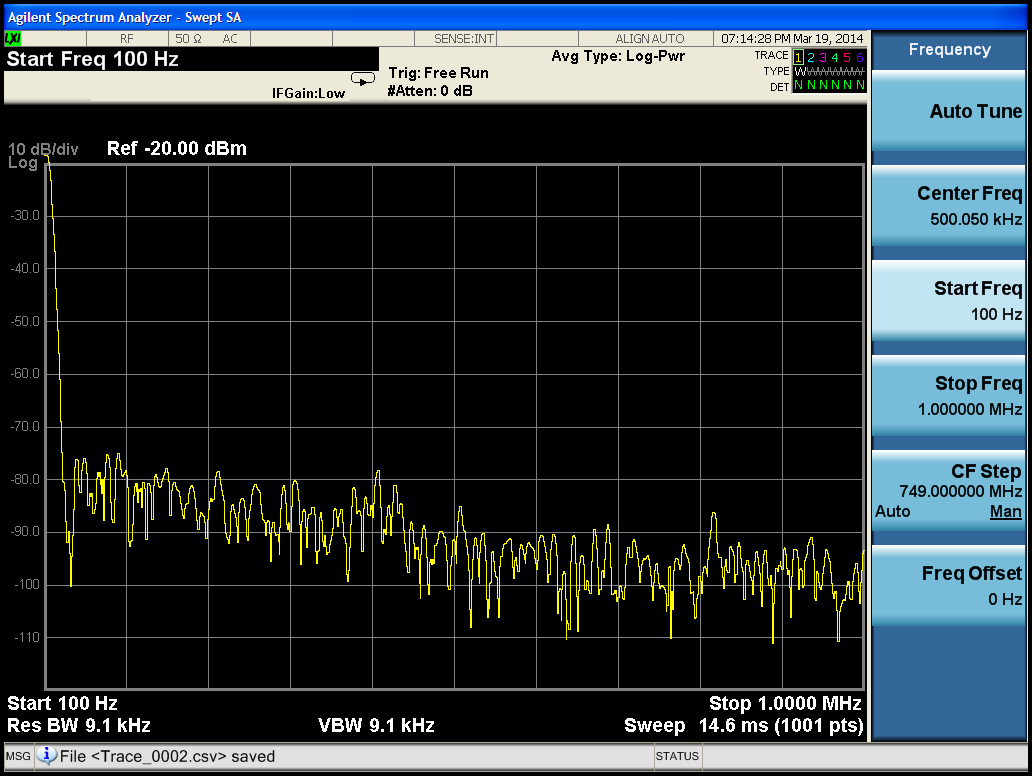 Agilent Spectrum Analyzer - Swept SA
LXI RF 50 Ω AC SENSE:INT ALIGN AUTO 07:14:28 PM Mar 19, 2014
Start Freq 100 Hz
Avg Type: Log-Pwr
TRACE 1 2 3 4 5 6
Trig: Free Run
TYPE WWWWWW
IFGain:Low
#Atten: 0 dB
DET N N N N N N
10 dB/div
Log
Ref -20.00 dBm
-30.0
-40.0
-50.0
-60.0
-70.0
-80.0
-90.0
-100
-110
Start 100 Hz
Stop 1.0000 MHz
Res BW 9.1 kHz
VBW 9.1 kHz
Sweep 14.6 ms (1001 pts)
MSG File <Trace_0002.csv> saved
STATUS
Frequency
Auto Tune
Center Freq
500.050 kHz
Start Freq
100 Hz
Stop Freq
1.000000 MHz
CF Step
749.000000 MHz
Auto Man
Freq Offset
0 Hz